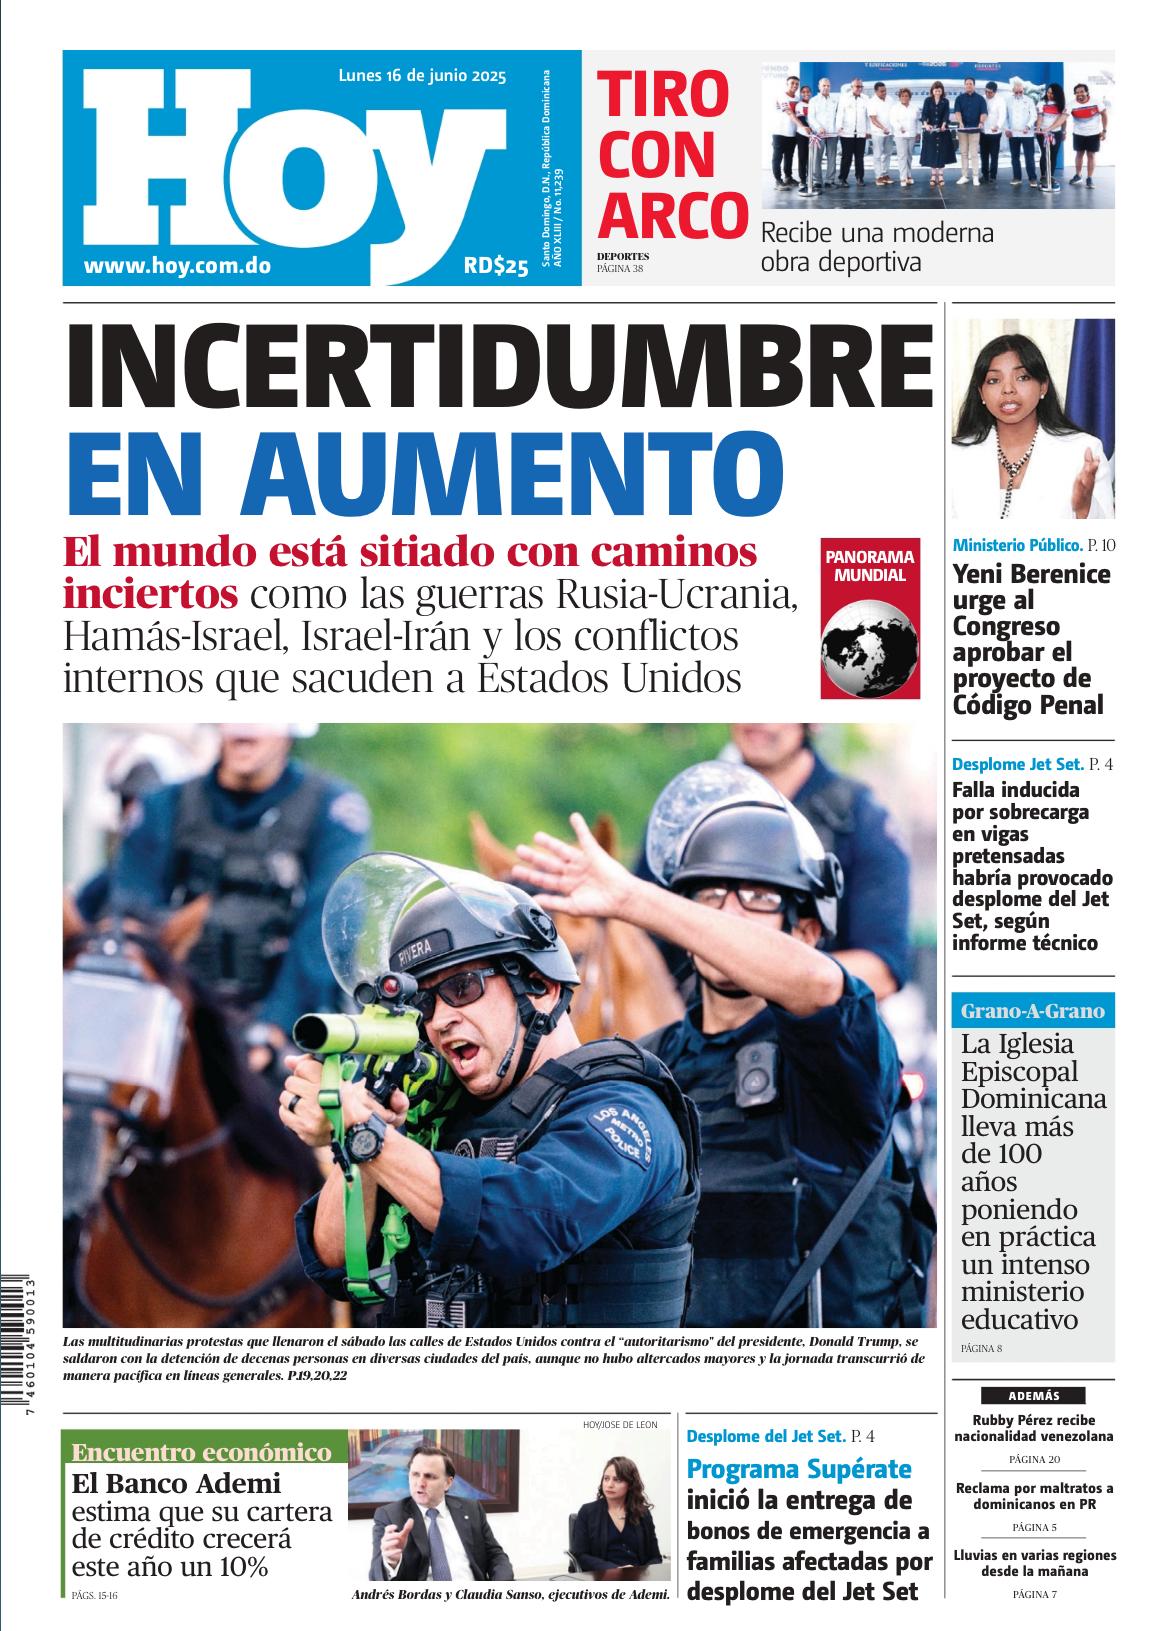 Hoy
Lunes 16 de junio 2025
www.hoy.com.do
RD$25
Santo Domingo, D.N., República Dominicana
AÑO XLIII / No. 11,239
TIRO
CON
ARCO
DEPORTES
PÁGINA 38
Recibe una moderna
obra deportiva
INCERTIDUMBRE
EN AUMENTO
El mundo está sitiado con caminos
inciertos como las guerras Rusia-Ucrania,
Hamás-Israel, Israel-Irán y los conflictos
internos que sacuden a Estados Unidos
PANORAMA
MUNDIAL
RIVERA
LOS ANGELES
METRO
POLICE
Las multitudinarias protestas que llenaron el sábado las calles de Estados Unidos contra el “autoritarismo" del presidente, Donald Trump, se
saldaron con la detención de decenas personas en diversas ciudades del país, aunque no hubo altercados mayores y la jornada transcurrió de
manera pacífica en líneas generales. P.19,20,22
Ministerio Público. P. 10
Yeni Berenice
urge al
Congreso
aprobar el
proyecto de
Código Penal
Desplome Jet Set. P. 4
Falla inducida
por sobrecarga
en vigas
pretensadas
habría provocado
desplome del Jet
Set, según
informe técnico
Grano-A-Grano
La Iglesia
Episcopal
Dominicana
lleva más
de 100
años
poniendo
en práctica
un intenso
ministerio
educativo
PÁGINA 8
ADEMÁS
Rubby Pérez recibe
nacionalidad venezolana
PÁGINA 20
Reclama por maltratos a
dominicanos en PR
PÁGINA 5
Lluvias en varias regiones
desde la mañana
PÁGINA 7
7 460104 590013
Encuentro económico
El Banco Ademi
estima que su cartera
de crédito crecerá
este año un 10%
PÁGS. 15-16
HOY/JOSE DE LEON
Andrés Bordas y Claudia Sanso, ejecutivos de Ademi.
Desplome del Jet Set. P. 4
Programa Supérate
inició la entrega de
bonos de emergencia a
familias afectadas por
desplome del Jet Set